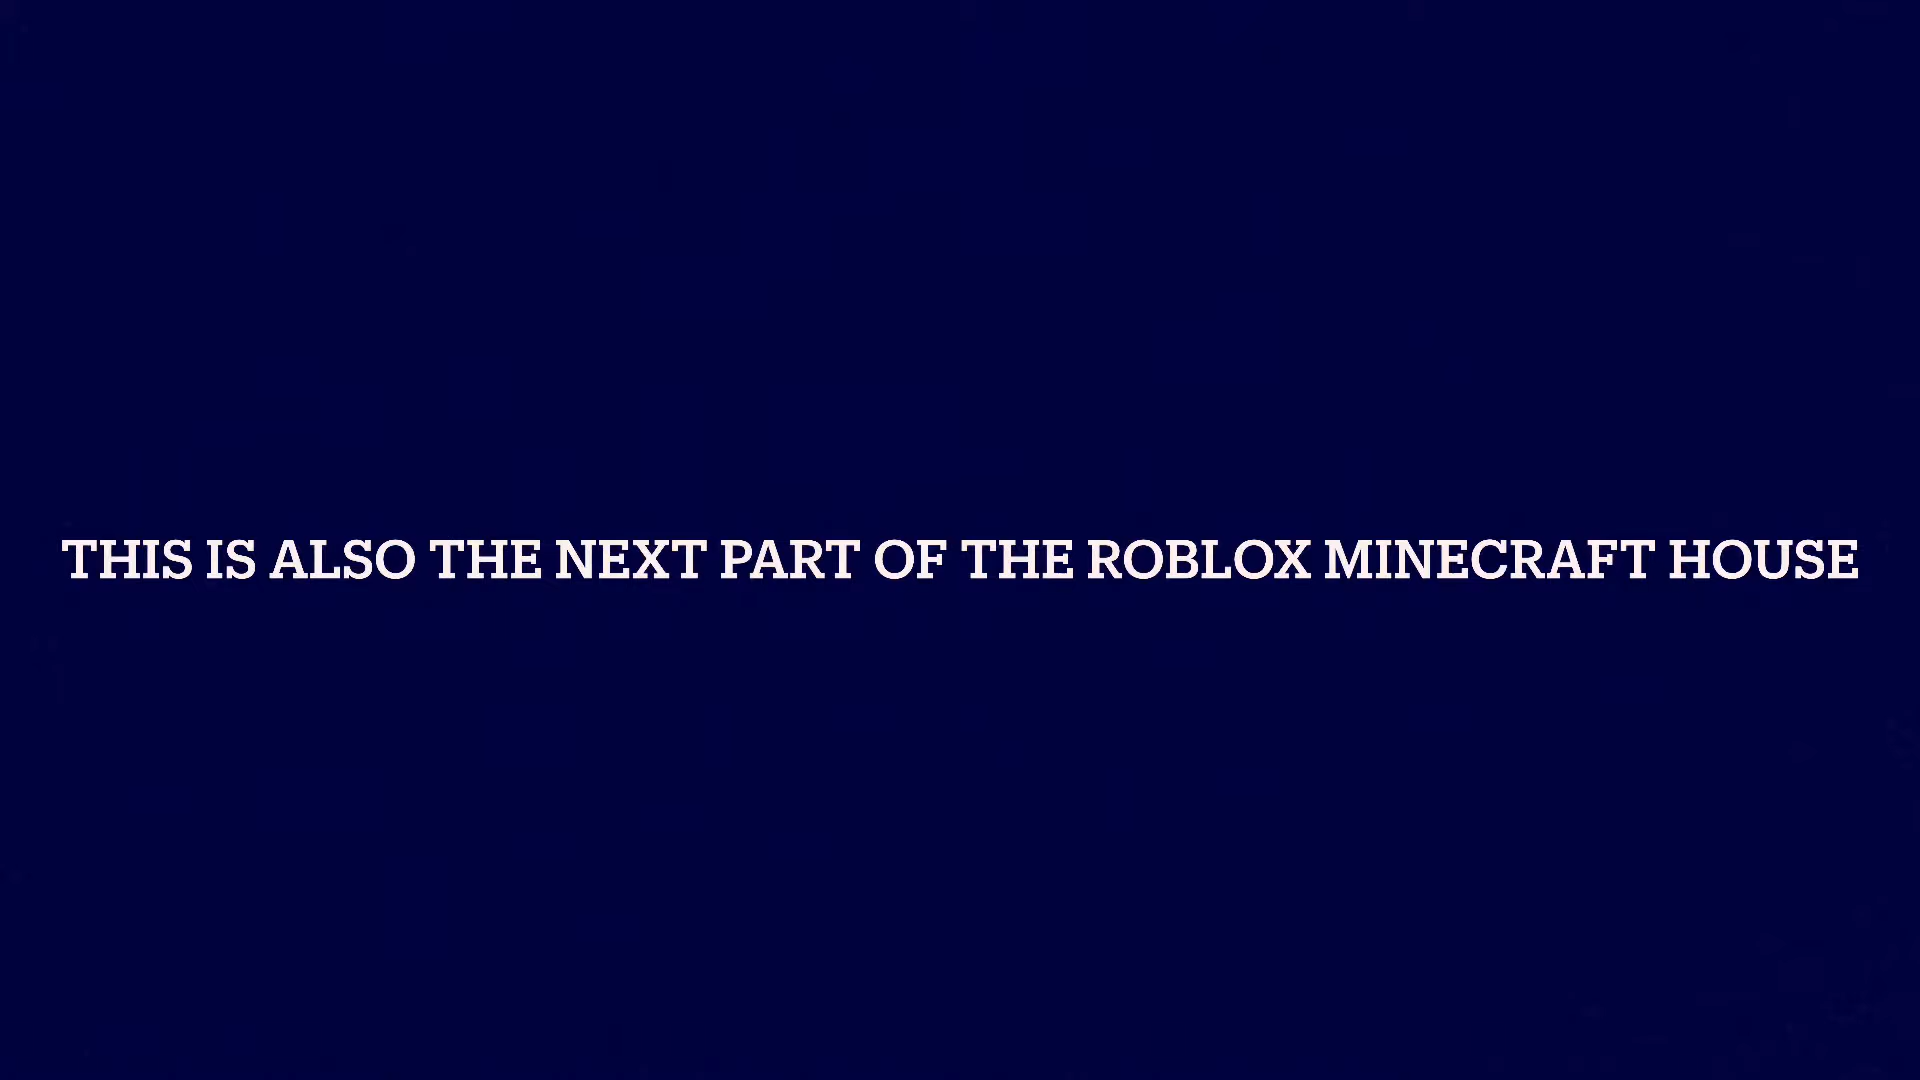 THIS IS ALSO THE NEXT PART OF THE ROBLOX MINECRAFT HOUSE